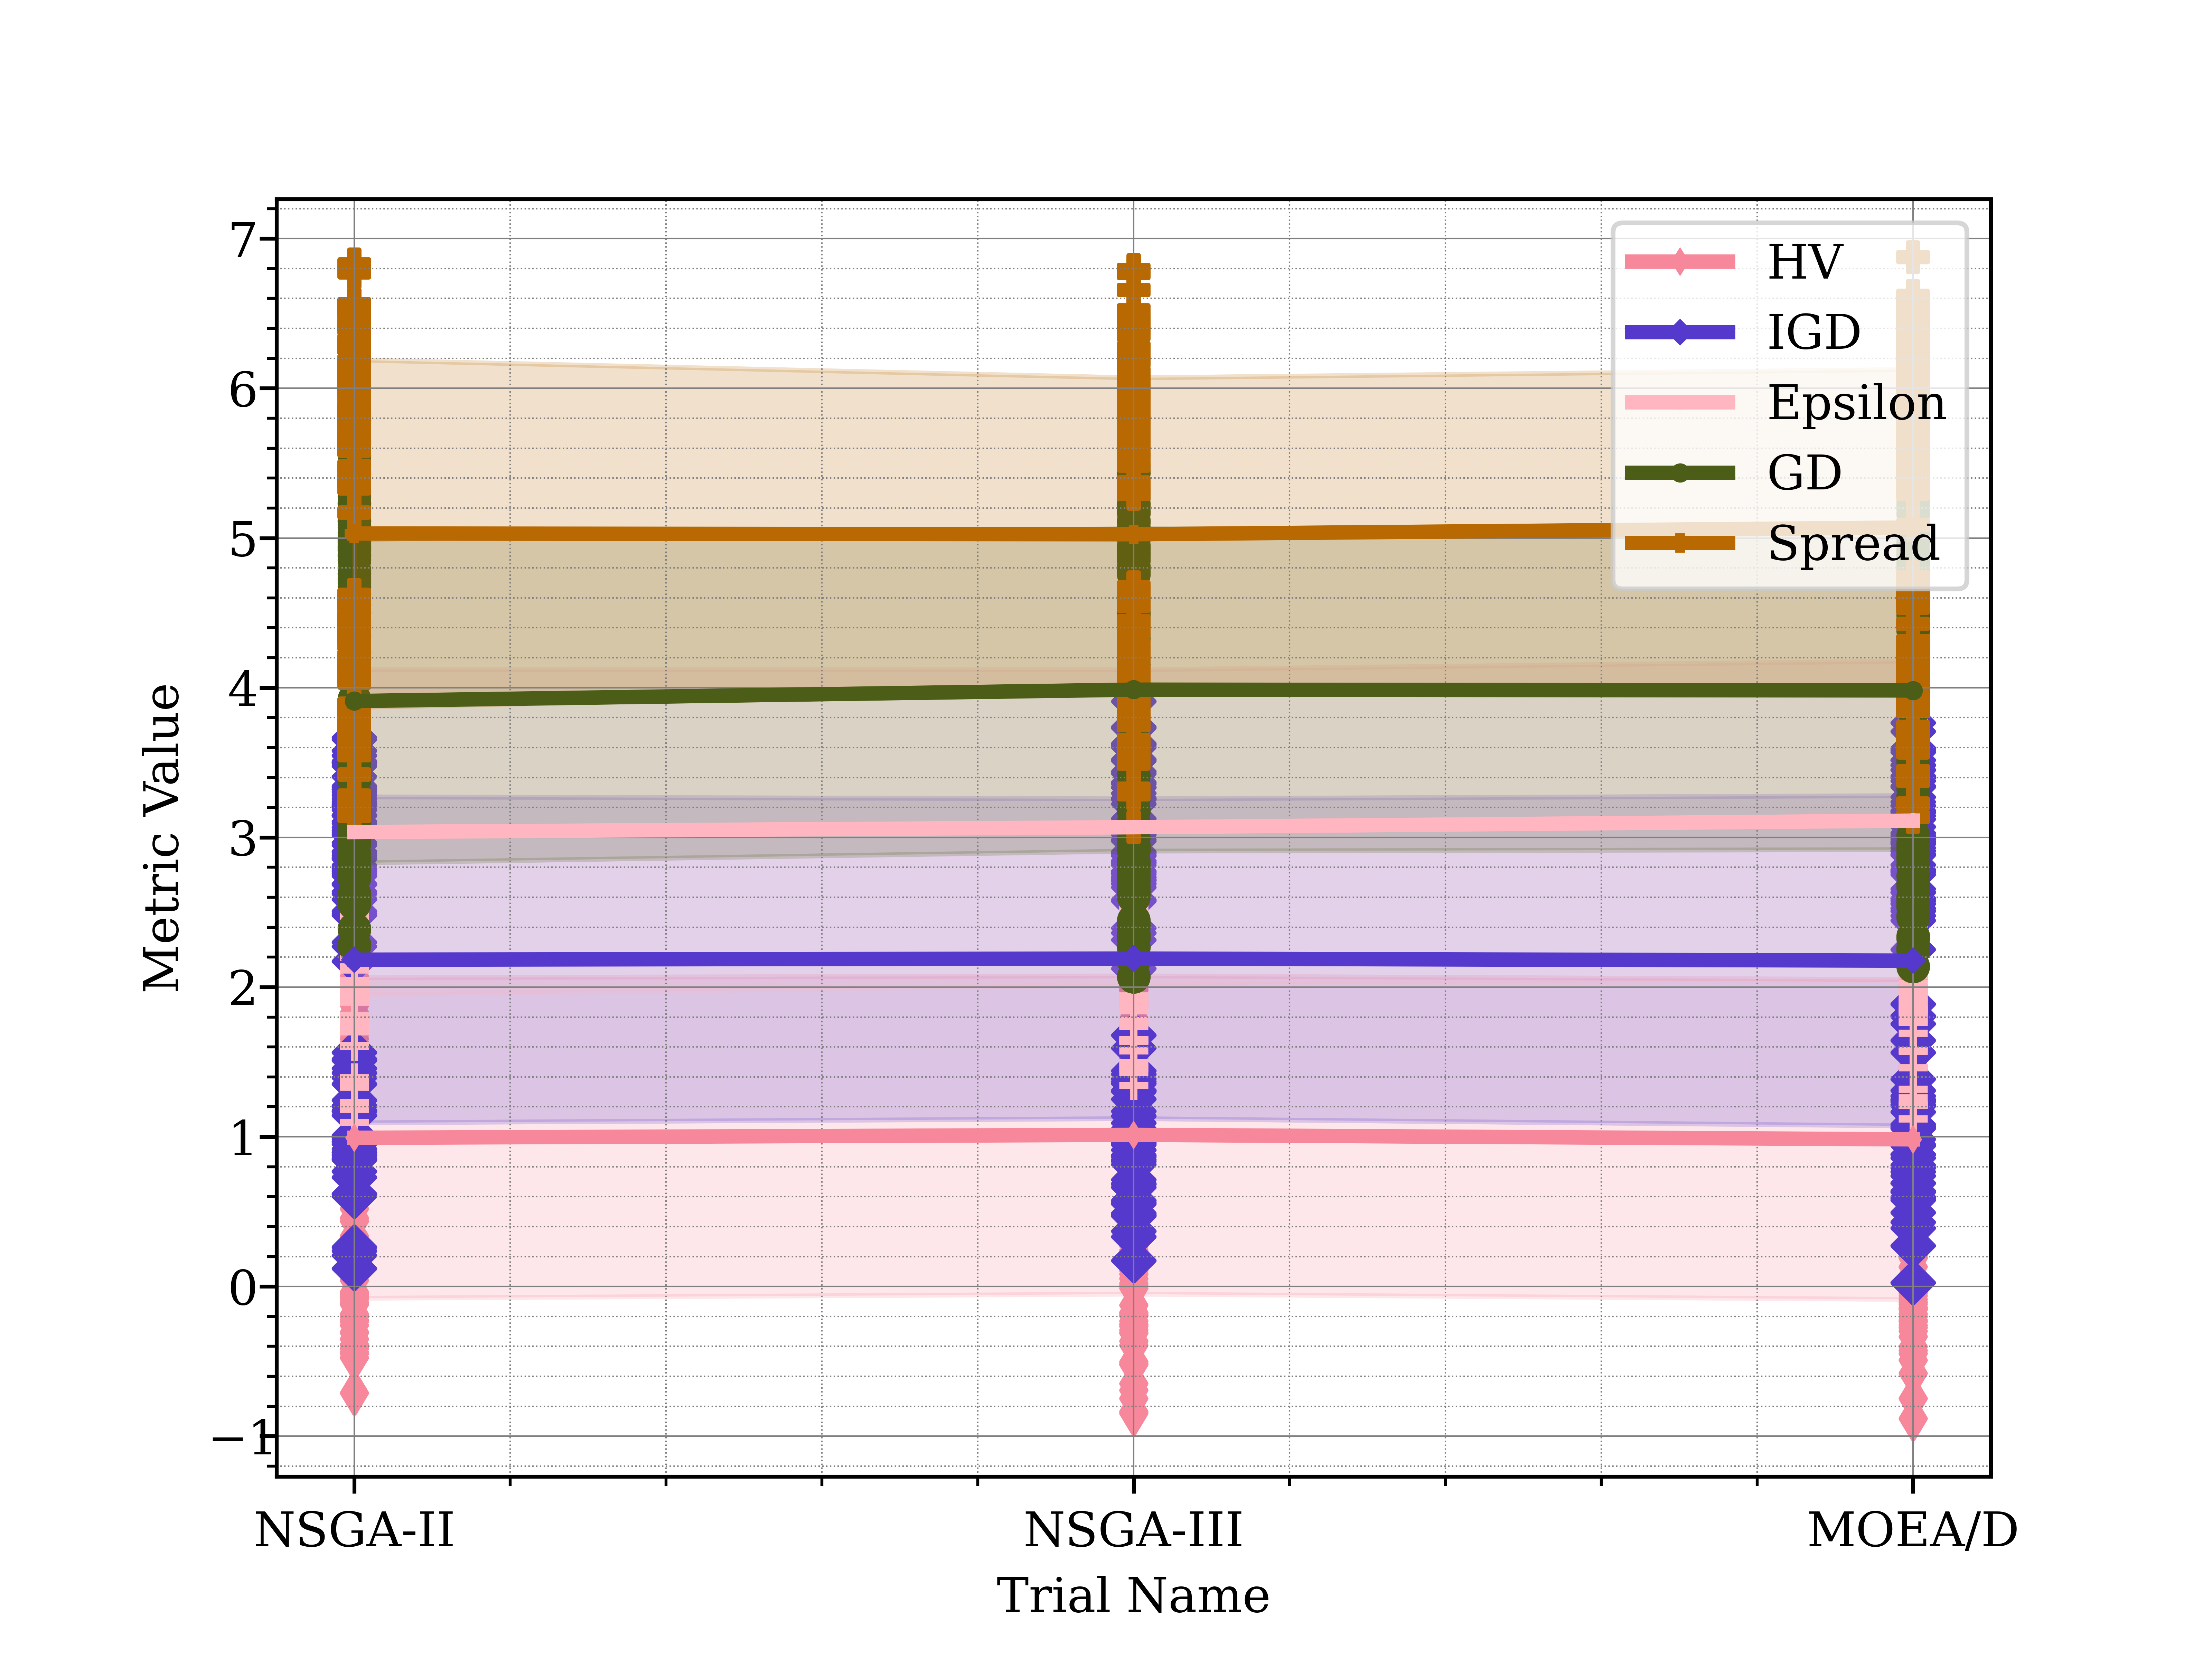 7
6
5
4
3
2
1
0
−1
Metric Value
HV
IGD
Epsilon
GD
Spread
NSGA-II
NSGA-III
MOEA/D
Trial Name